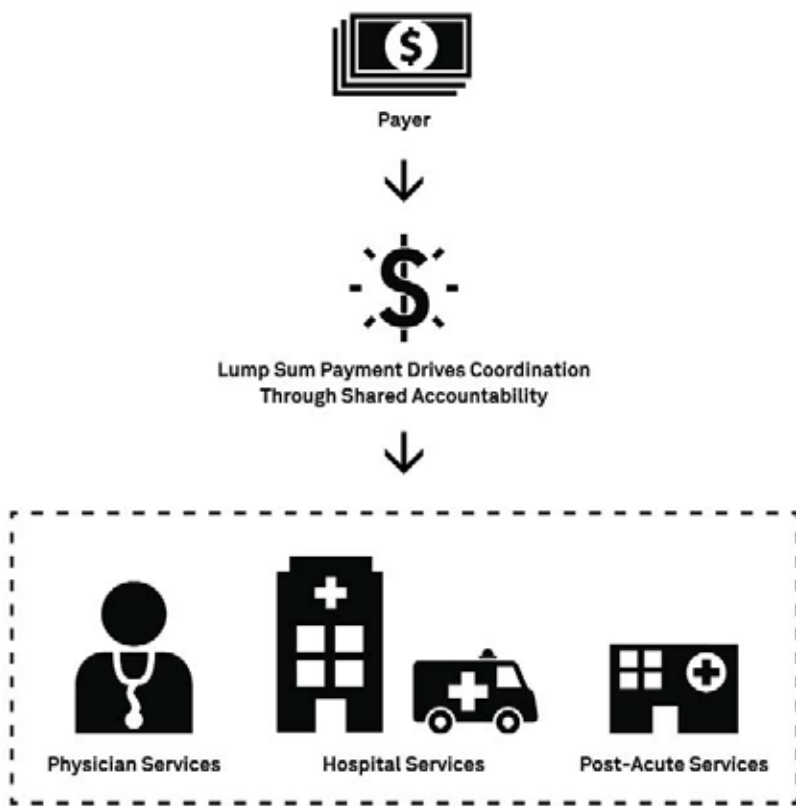 $
Payer
$
Lump Sum Payment Drives Coordination
Through Shared Accountability
Physician Services
Hospital Services
Post-Acute Services